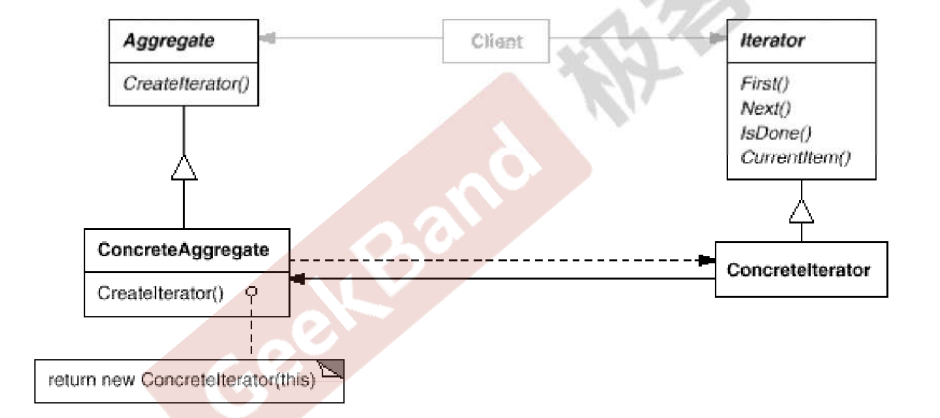 Aggregate
CreateIterator()
Client
Iterator
First()
Next()
IsDone()
CurrentItem()
ConcreteAggregate
CreateIterator()
ConcreteIterator
return new ConcreteIterator(this)
GeekBand
极客